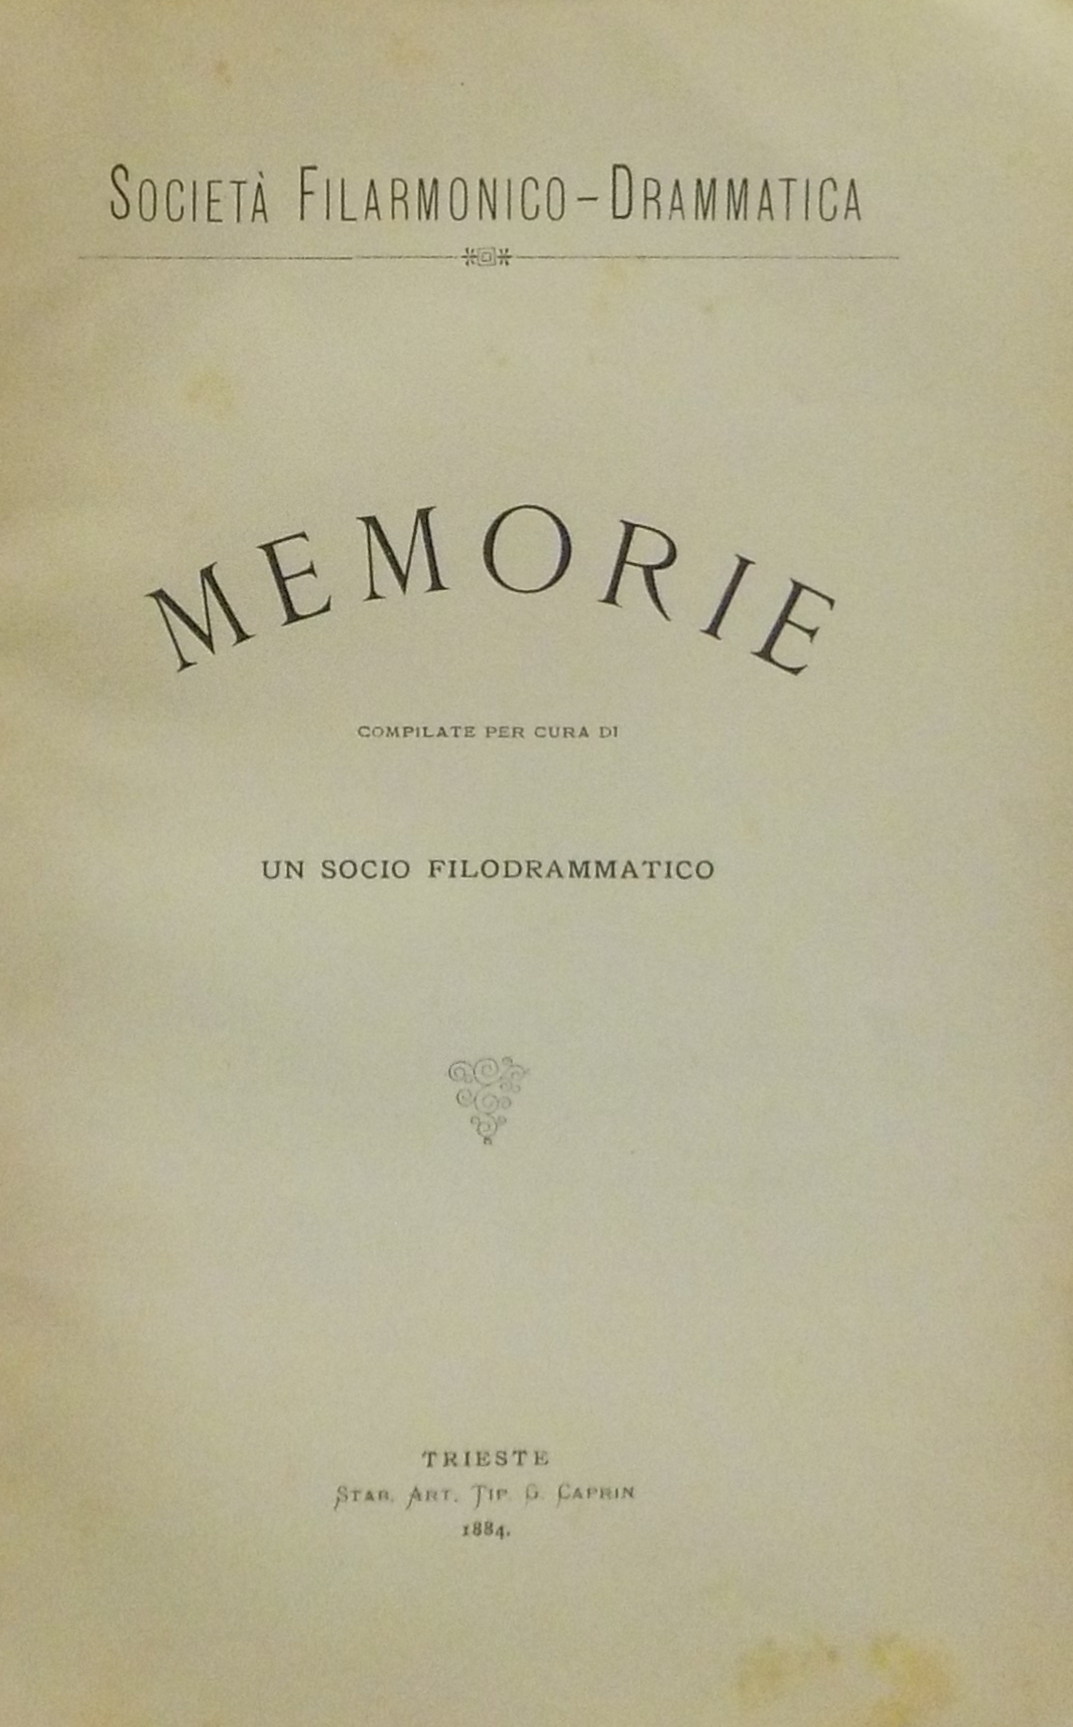 SOCIETÀ FILARMONICO-DRAMMATICA
MEMORIE
COMPILATE PER CURA DI
UN SOCIO FILODRAMMATICO
TRIESTE
STAB. ART. TIP. G. CAPRIN
1884.